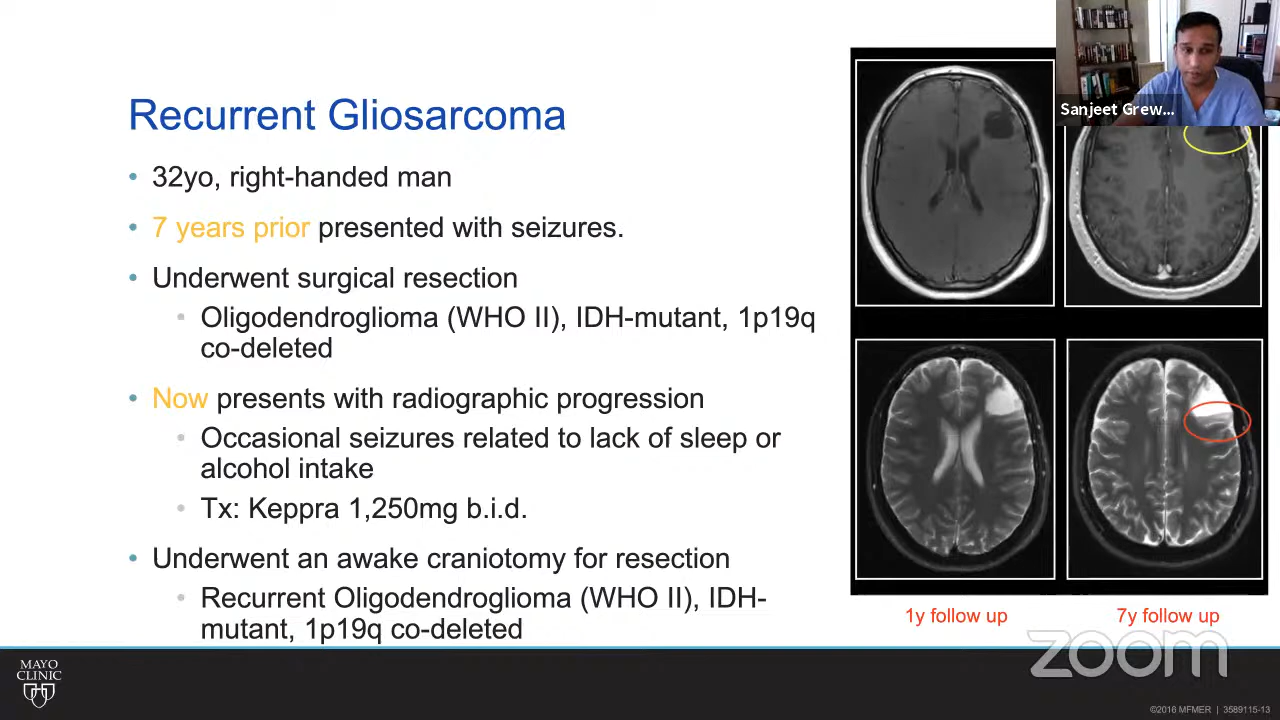 Recurrent Gliosarcoma
• 32yo, right-handed man
• 7 years prior presented with seizures.
• Underwent surgical resection
• Oligodendroglioma (WHO II), IDH-mutant, 1p19q
co-deleted
• Now presents with radiographic progression
• Occasional seizures related to lack of sleep or
alcohol intake
• Tx: Keppra 1,250mg b.i.d.
• Underwent an awake craniotomy for resection
• Recurrent Oligodendroglioma (WHO II), IDH-
mutant, 1p19q co-deleted
Sanjeet Grew...
1y follow up
7y follow up
zoom
MAYO
CLINIC
©2016 MFMER | 3589115-13